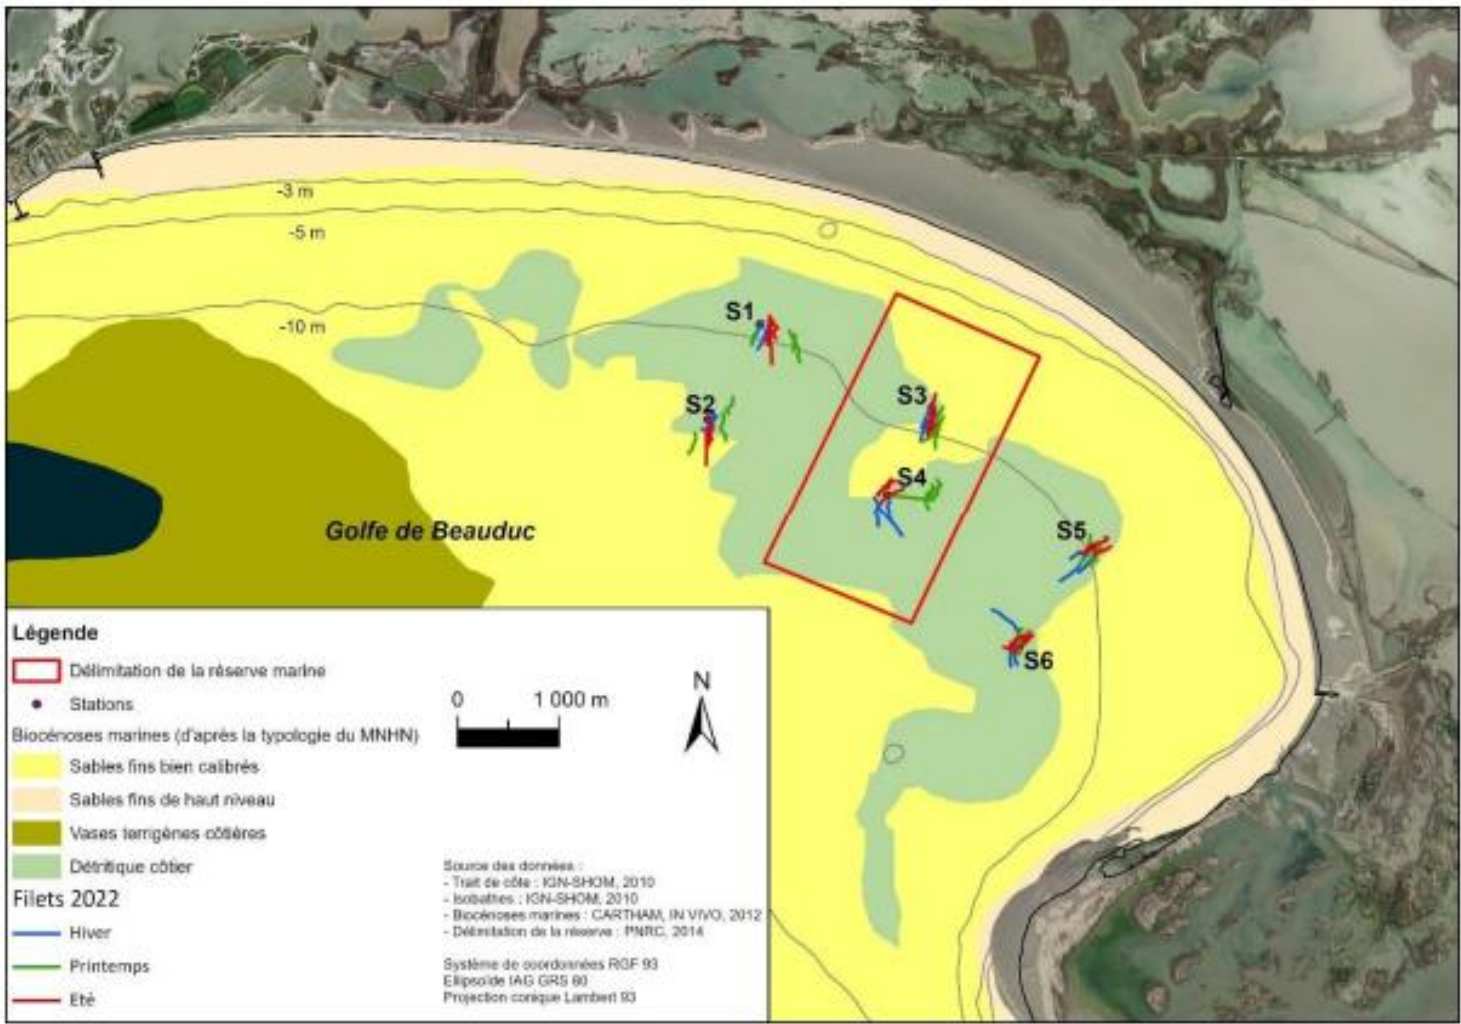 -3 m
-5 m
-10 m
S1
S2
S3
S4
S5
S6
Golfe de Beauduc
Légende
Délimitation de la réserve marine
Stations
Biocénoses marines (d'après la typologie du MNHN)
Sables fins bien calibrés
Sables fins de haut niveau
Vases terrigènes côtières
Détritique côtier
Filets 2022
Hiver
Printemps
Eté
0 1 000 m
N
Source des données :
- Trait de côte : IGN-SHOM, 2010
- Isobathes : IGN-SHOM, 2010
- Biocénoses marines : CARTHAM, IN VIVO, 2012
- Délimitation de la réserve : PNRC, 2014
Système de coordonnées RGF 93
Ellipsoïde IAG GRS 80
Projection conique Lambert 93